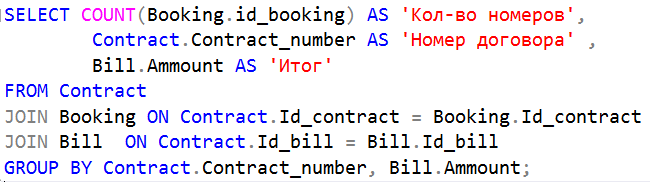 SELECT COUNT(Booking.id_booking) AS 'Кол-во номеров',
Contract.Contract_number AS 'Номер договора' ,
Bill.Ammount AS 'Итог'
FROM Contract
JOIN Booking ON Contract.Id_contract = Booking.Id_contract
JOIN Bill  ON Contract.Id_bill = Bill.Id_bill
GROUP BY Contract.Contract_number, Bill.Ammount;